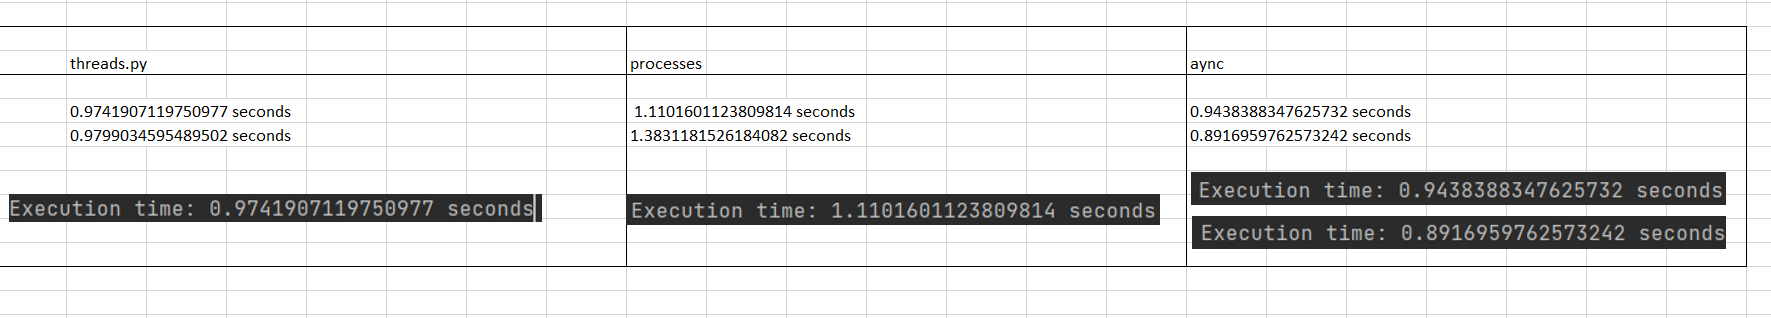 threads.py processes aync
0.9741907119750977 seconds 1.1101601123809814 seconds 0.9438388347625732 seconds
0.9799034595489502 seconds 1.3831181526184082 seconds 0.8916959762573242 seconds
Execution time: 0.9741907119750977 seconds Execution time: 1.1101601123809814 seconds Execution time: 0.9438388347625732 seconds
Execution time: 0.8916959762573242 seconds